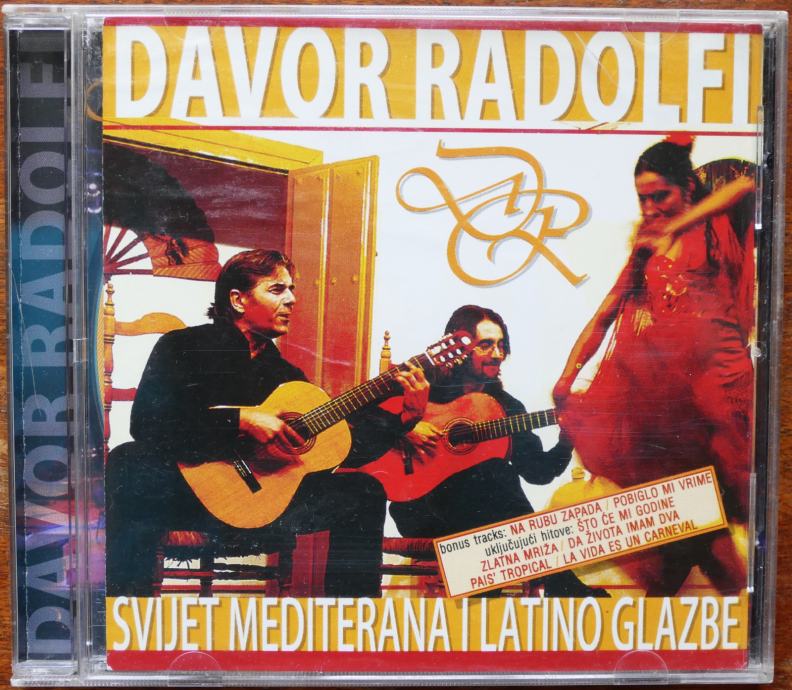 DAVOR RADOLFI
DR
DAVOR RADOLFI
bonus tracks: NA RUBU ZAPADA / POBIGLO MI VRIME
uključujući hitove: ŠTO ĆE MI GODINE
ZLATNA MRIŽA / DA ŽIVOTA IMAM DVA
PAIS' TROPICAL / LA VIDA ES UN CARNEVAL
SVIJET MEDITERANA I LATINO GLAZBE